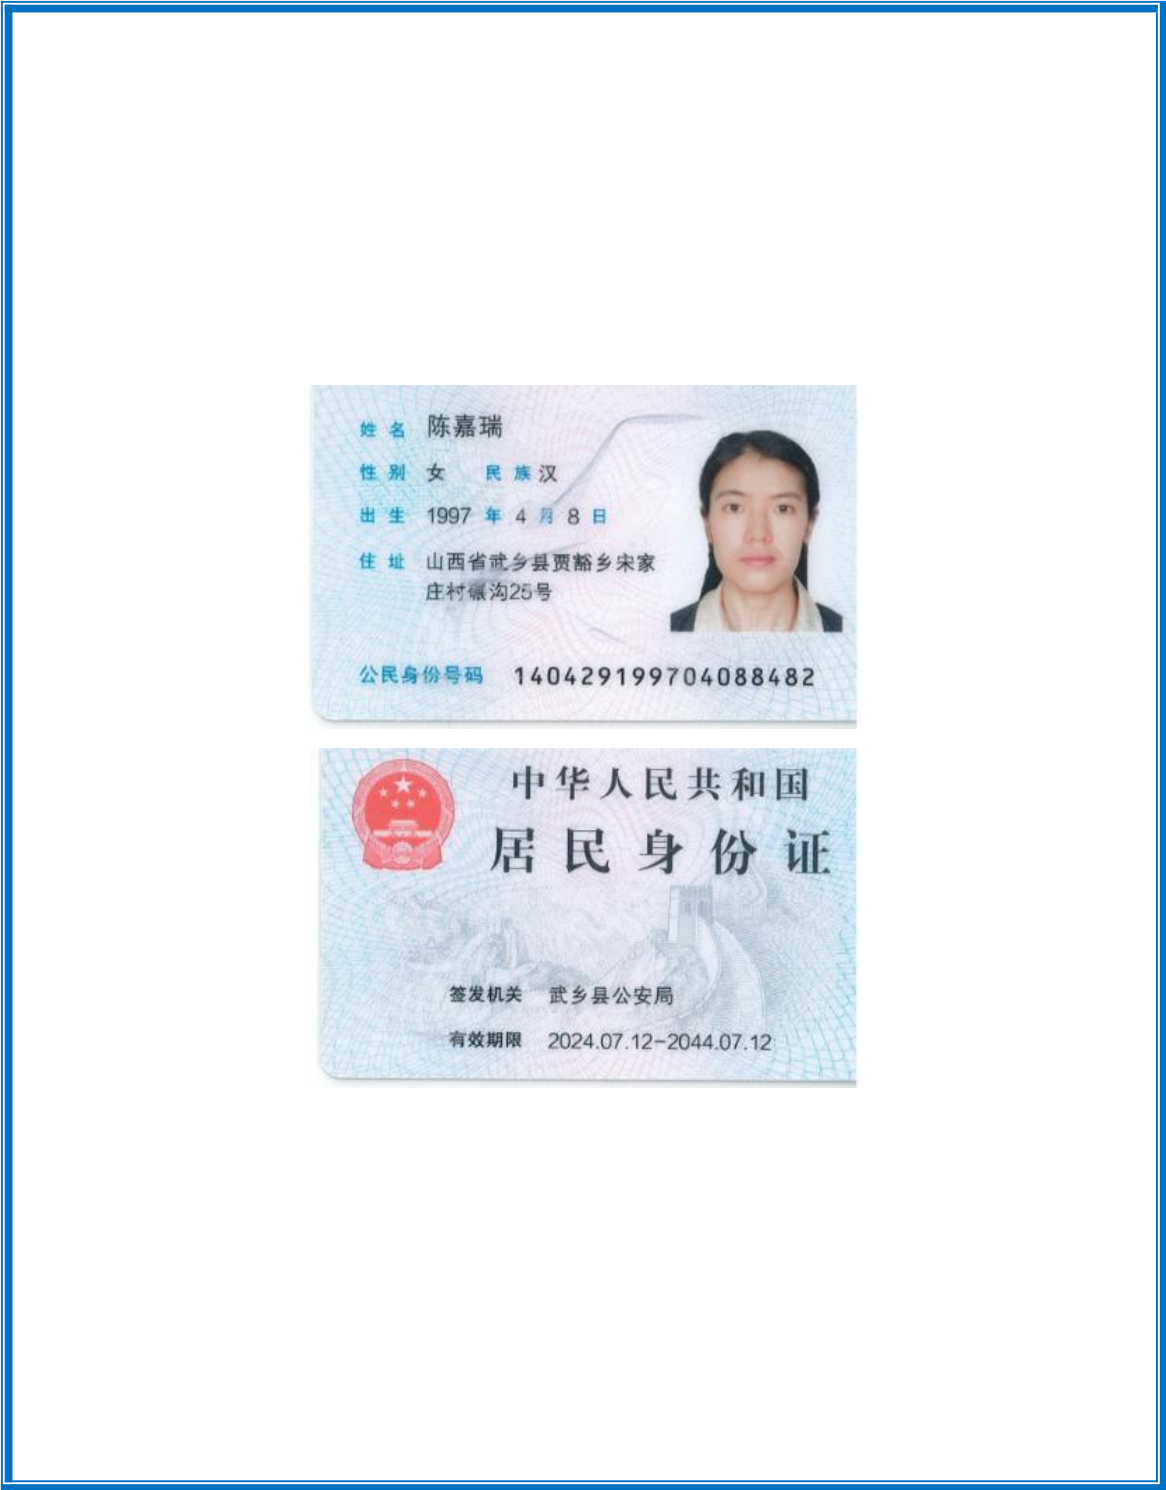 姓名 陈嘉瑞
性别 女 民族 汉
出生 1997 年 4 月 8 日
住址 山西省武乡县贾豁乡宋家
庄村碾沟25号
公民身份号码 140429199704088482
中华人民共和国
居民身份证
签发机关 武乡县公安局
有效期限 2024.07.12-2044.07.12